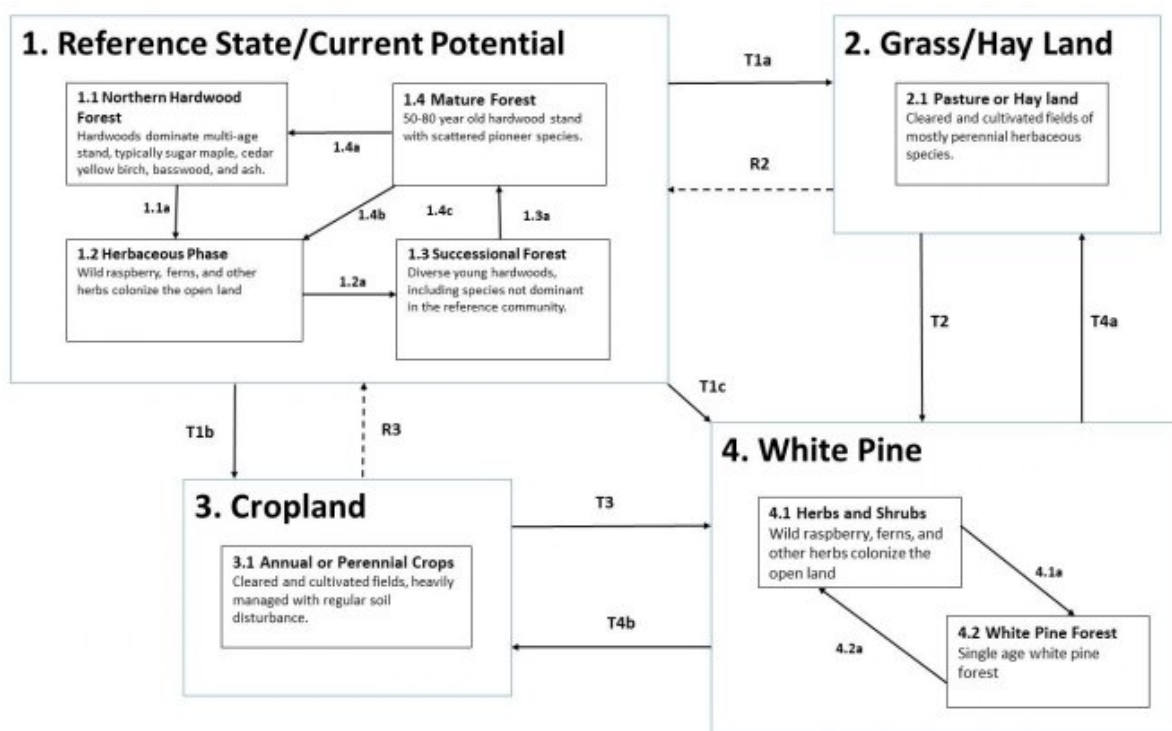 1. Reference State/Current Potential
1.1 Northern Hardwood
Forest
Hardwoods dominate multi-age
stand, typically sugar maple, cedar
yellow birch, basswood, and ash.
1.4 Mature Forest
50-80 year old hardwood stand
with scattered pioneer species.
1.4a
1.1a
1.4b
1.4c
1.3a
1.2 Herbaceous Phase
Wild raspberry, ferns, and other
herbs colonize the open land
1.2a
1.3 Successional Forest
Diverse young hardwoods,
including species not dominant
in the reference community.
T1a
R2
2. Grass/Hay Land
2.1 Pasture or Hay land
Cleared and cultivated fields of
mostly perennial herbaceous
species.
T2
T4a
T1c
T1b
R3
3. Cropland
3.1 Annual or Perennial Crops
Cleared and cultivated fields, heavily
managed with regular soil
disturbance.
T3
T4b
4. White Pine
4.1 Herbs and Shrubs
Wild raspberry, ferns, and
other herbs colonize the
open land
4.1a
4.2a
4.2 White Pine Forest
Single age white pine
forest